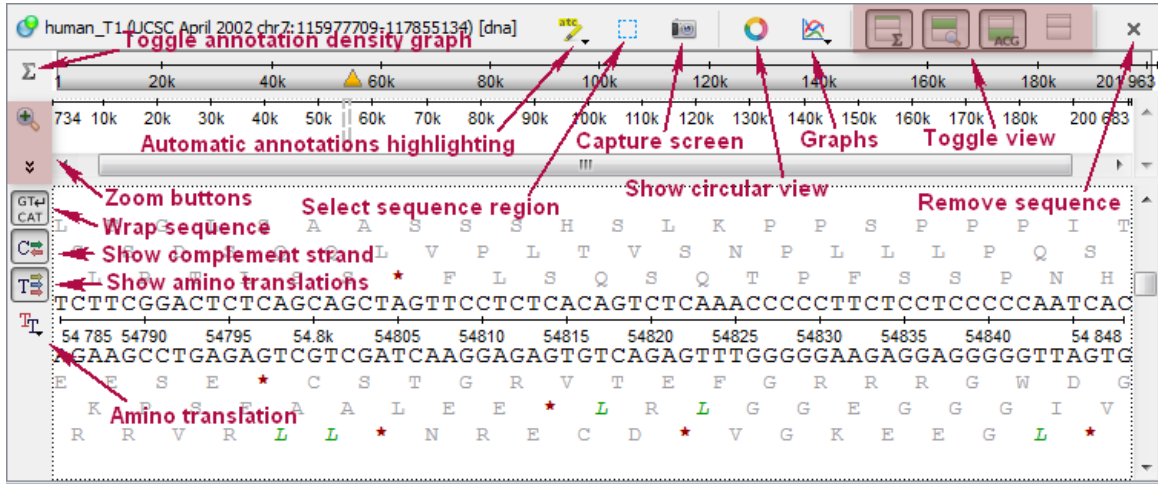 human_T1 (UCSC April 2002 chr7:115977709-117855134) [dna]
Toggle annotation density graph
Σ
1 20k 40k 60k 80k 100k 120k 140k 160k 180k 201 963
734 10k 20k 30k 40k 50k 60k 70k 80k 90k 100k 110k 120k 130k 140k 150k 160k 170k 180k 200 683
Automatic annotations highlighting
Capture screen
Graphs
Toggle view
Zoom buttons
Select sequence region
Show circular view
Remove sequence
GT
CAT
Wrap sequence
L G L S A A S S S H S L K P P S P P P I T
C
Show complement strand
S S D S Q Q L V P L T V S N P L L L P Q S
T
Show amino translations
L R T L S S * F L S Q S Q T P F S S P N H
TCTTCGGACTCTCAGCAGCTAGTTCCTCTCACAGTCTCAAACCCCCTTCTCCTCCCCCAATCAC
54 785 54790 54795 54.8k 54805 54810 54815 54820 54825 54830 54835 54840 54 848
AGAAGCCTGAGAGTCGTCGATCAAGGAGAGTGTCAGAGTTTGGGGGAAGAGGAGGGGGTTAGTG
E E S E * C S T G R V T E F G R R R G W D G
Amino translation
K P S E A A L E E * L R L G G E G G G I V
R R V R L L * N R E C D * V G K E E G L *